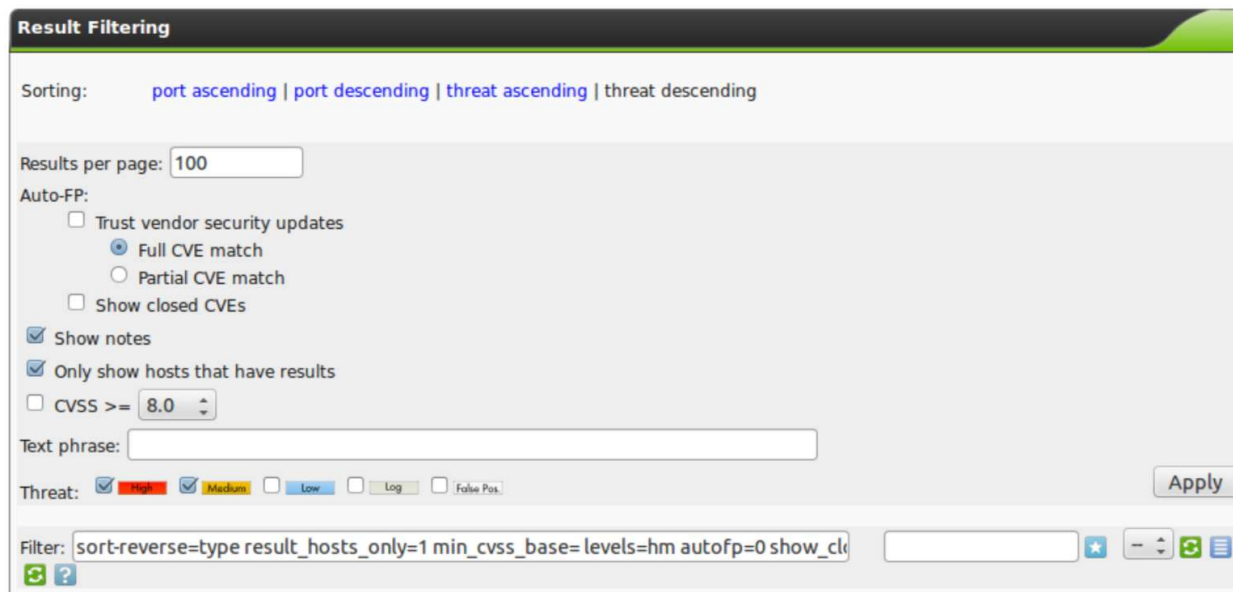 Result Filtering
Sorting: port ascending | port descending | threat ascending | threat descending
Results per page: 100
Auto-FP:
Trust vendor security updates
Full CVE match
Partial CVE match
Show closed CVEs
Show notes
Only show hosts that have results
CVSS >= 8.0
Text phrase:
Threat: High Medium Low Log False Pos.
Apply
Filter: sort-reverse=type result_hosts_only=1 min_cvss_base= levels=hm autofp=0 show_cl
--
?